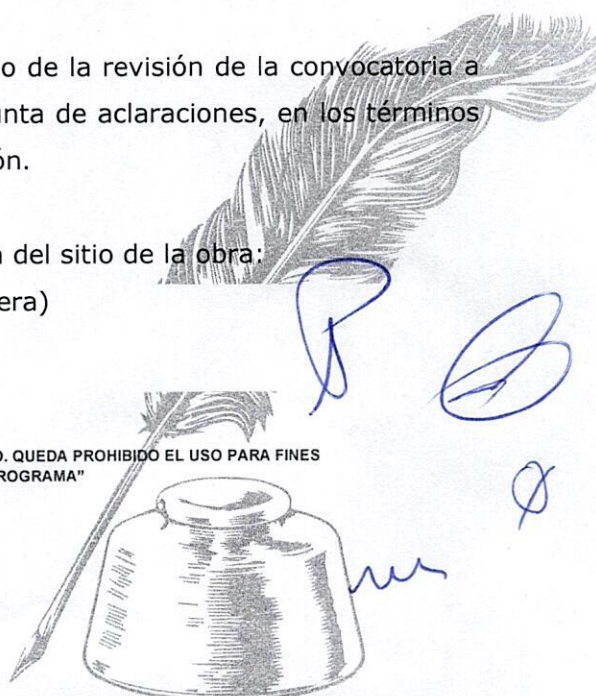 o de la revisión de la convocatoria a
unta de aclaraciones, en los términos
ón.
del sitio de la obra:
era)
O. QUEDA PROHIBIDO EL USO PARA FINES
ROGRAMA"